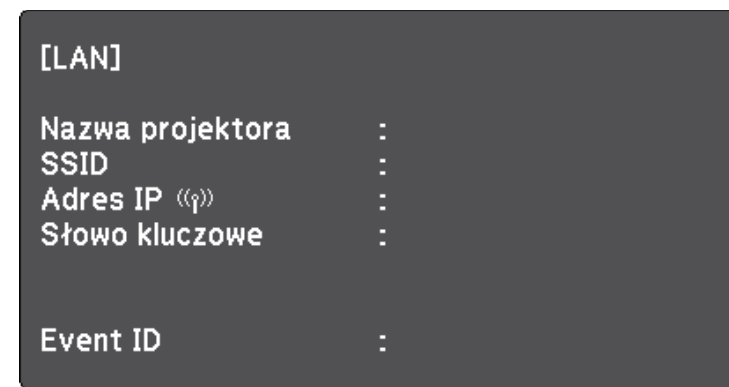 [LAN]
Nazwa projektora :
SSID :
Adres IP :
Słowo kluczowe :
Event ID :